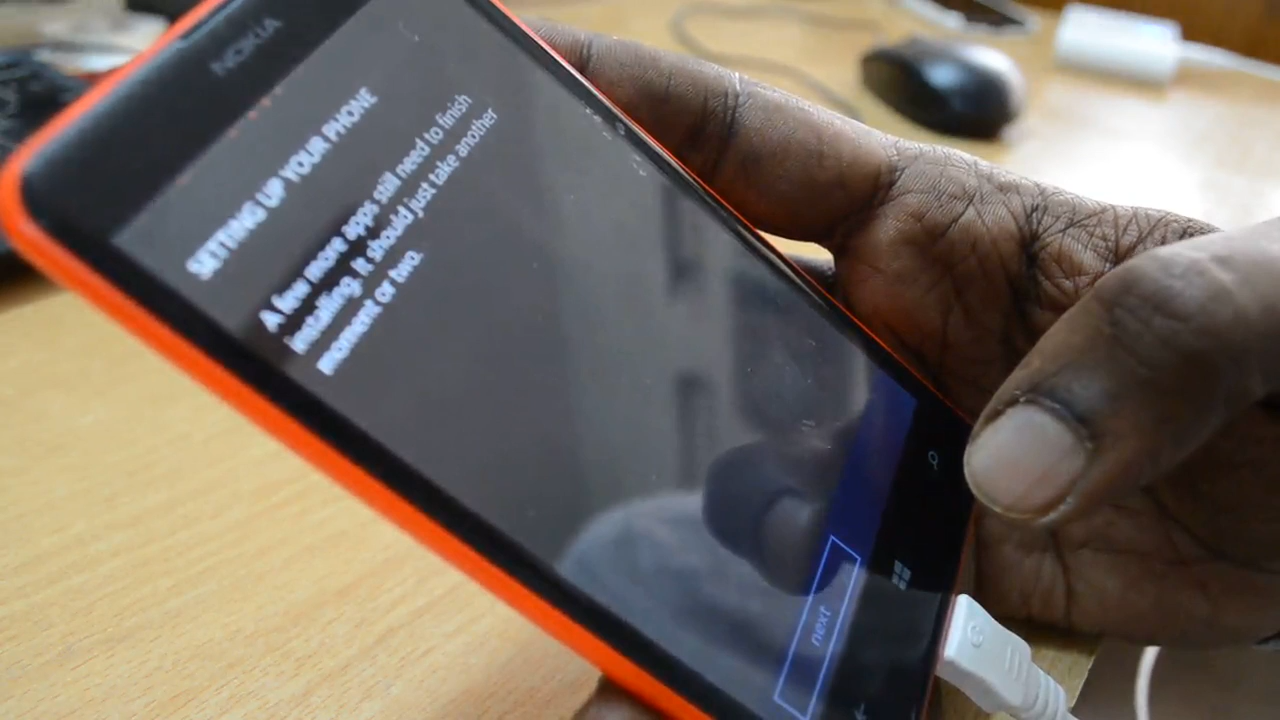 NOKIA
SETTING UP YOUR PHONE
A few more apps still need to finish
installing. It should just take another
moment or two.
next